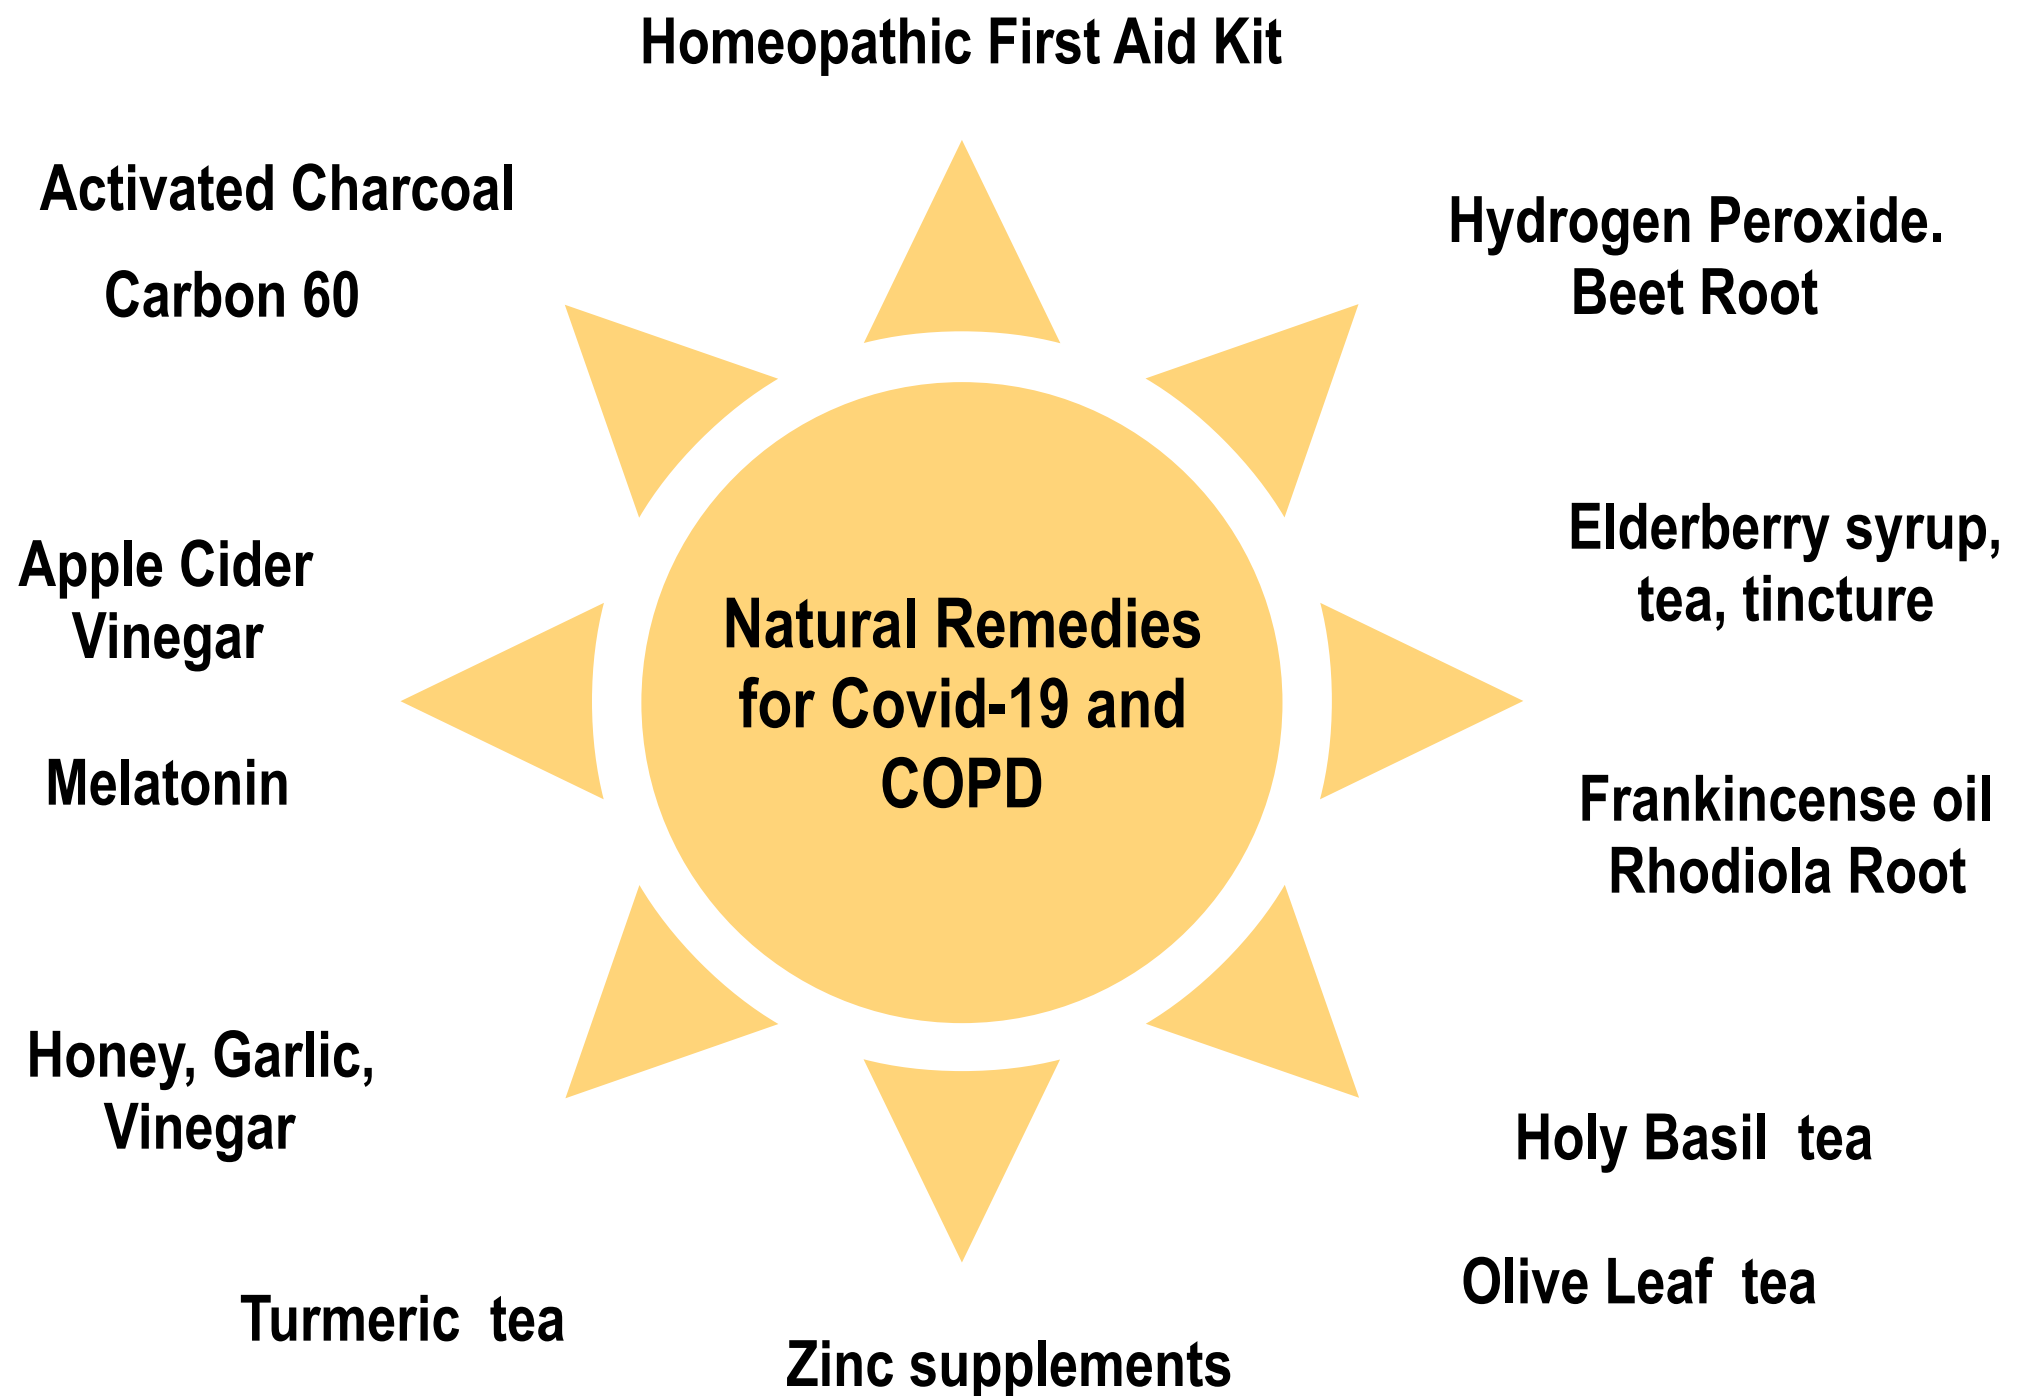 Homeopathic First Aid Kit
Activated Charcoal
Carbon 60
Hydrogen Peroxide.
Beet Root
Apple Cider
Vinegar
Elderberry syrup,
tea, tincture
Natural Remedies
for Covid-19 and
COPD
Melatonin
Frankincense oil
Rhodiola Root
Honey, Garlic,
Vinegar
Holy Basil  tea
Olive Leaf  tea
Turmeric  tea
Zinc supplements